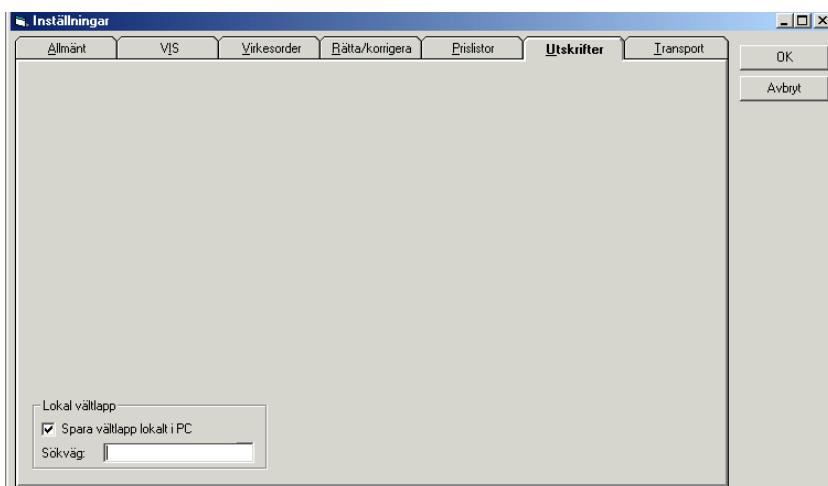 Inställningar
Allmänt VIS Virkesorder Rätta/korrigera Prislistor Utskrifter Transport
OK
Avbryt
Lokal vältlapp
Spara vältlapp lokalt i PC
Sökväg: